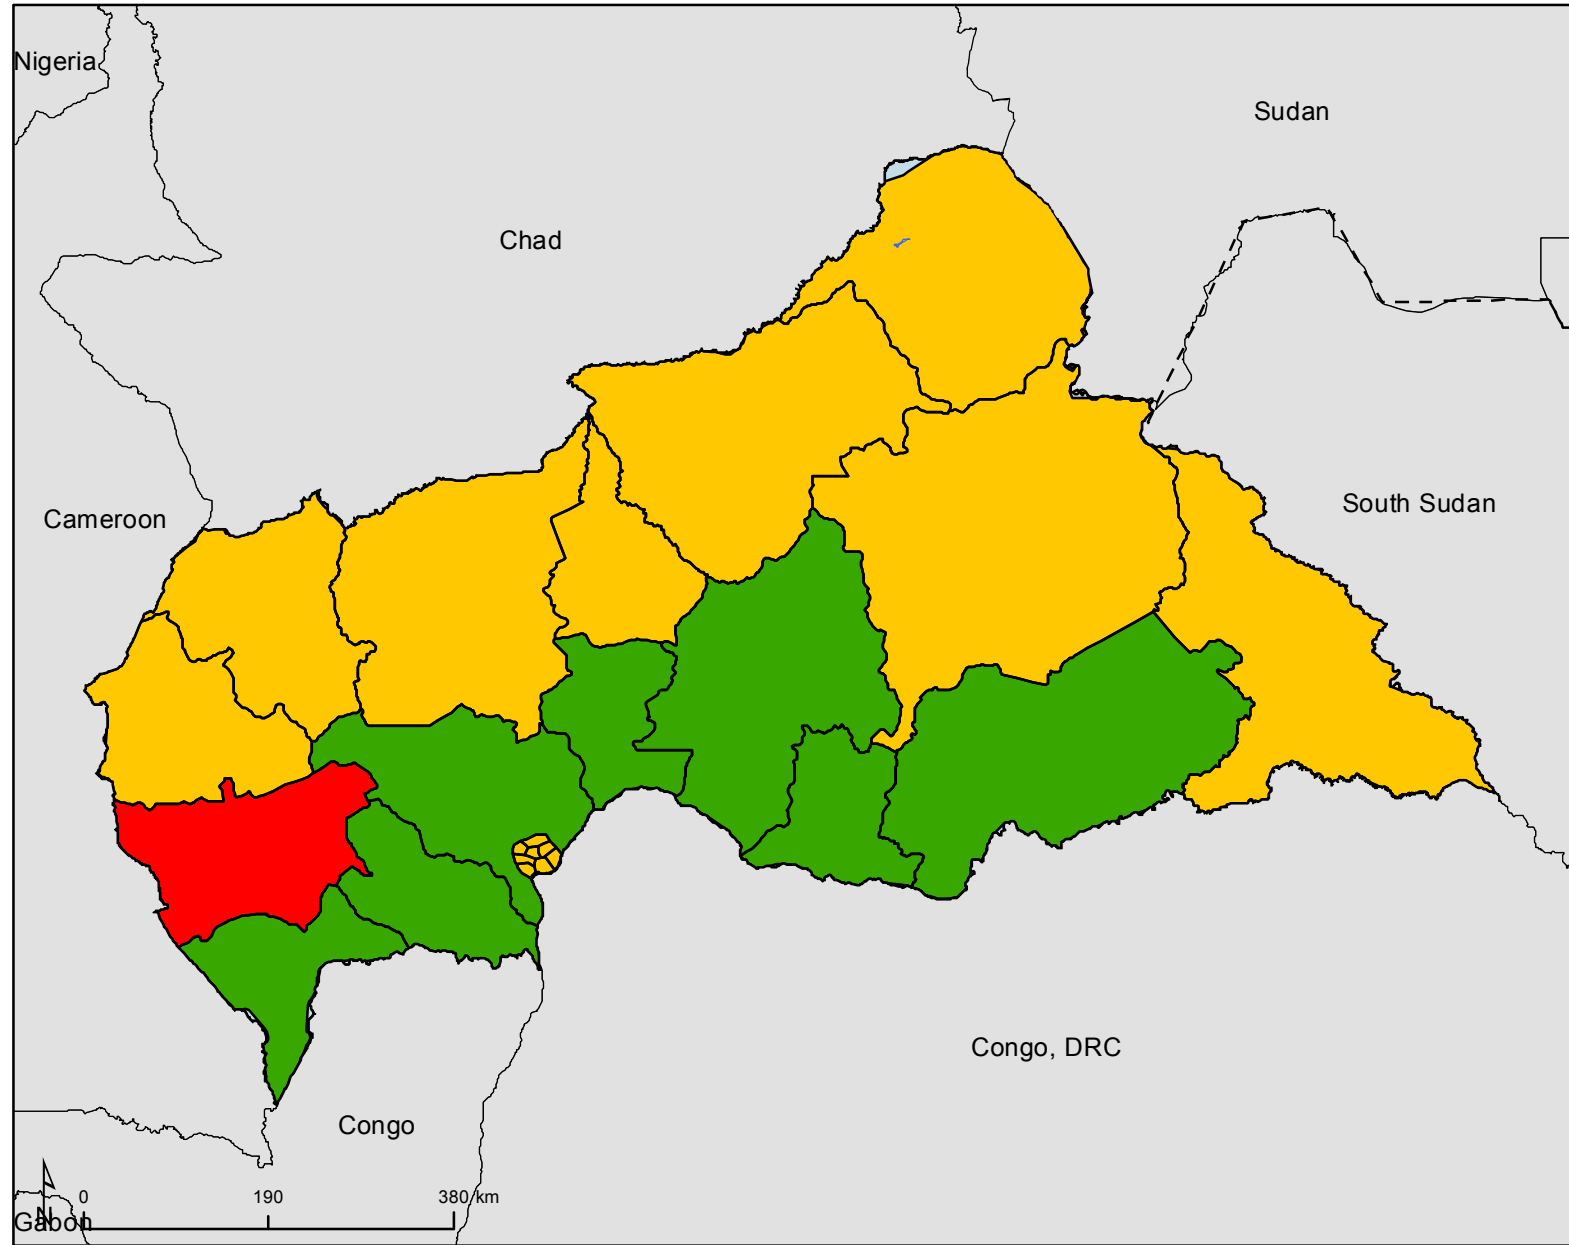 Nigeria
Sudan
Chad
South Sudan
Cameroon
Congo, DRC
Congo
0 190 380 km
N
Gabon